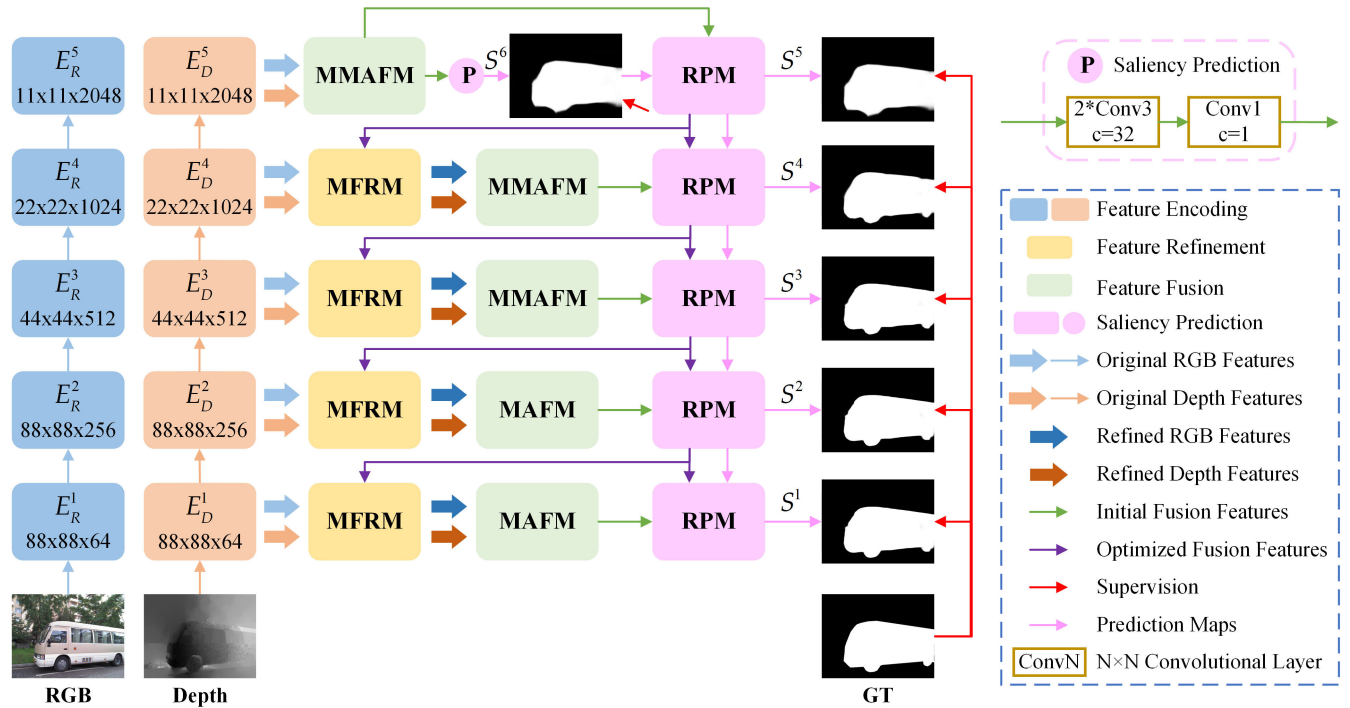 E_R^5
11x11x2048
E_D^5
11x11x2048
MMAFM
P
S^6
RPM
S^5
P
Saliency Prediction
2*Conv3
c=32
Conv1
c=1
E_R^4
22x22x1024
E_D^4
22x22x1024
MFRM
MMAFM
RPM
S^4
E_R^3
44x44x512
E_D^3
44x44x512
MFRM
MMAFM
RPM
S^3
E_R^2
88x88x256
E_D^2
88x88x256
MFRM
MAFM
RPM
S^2
E_R^1
88x88x64
E_D^1
88x88x64
MFRM
MAFM
RPM
S^1
RGB
Depth
GT
Feature Encoding
Feature Refinement
Feature Fusion
Saliency Prediction
Original RGB Features
Original Depth Features
Refined RGB Features
Refined Depth Features
Initial Fusion Features
Optimized Fusion Features
Supervision
Prediction Maps
ConvN
N×N Convolutional Layer